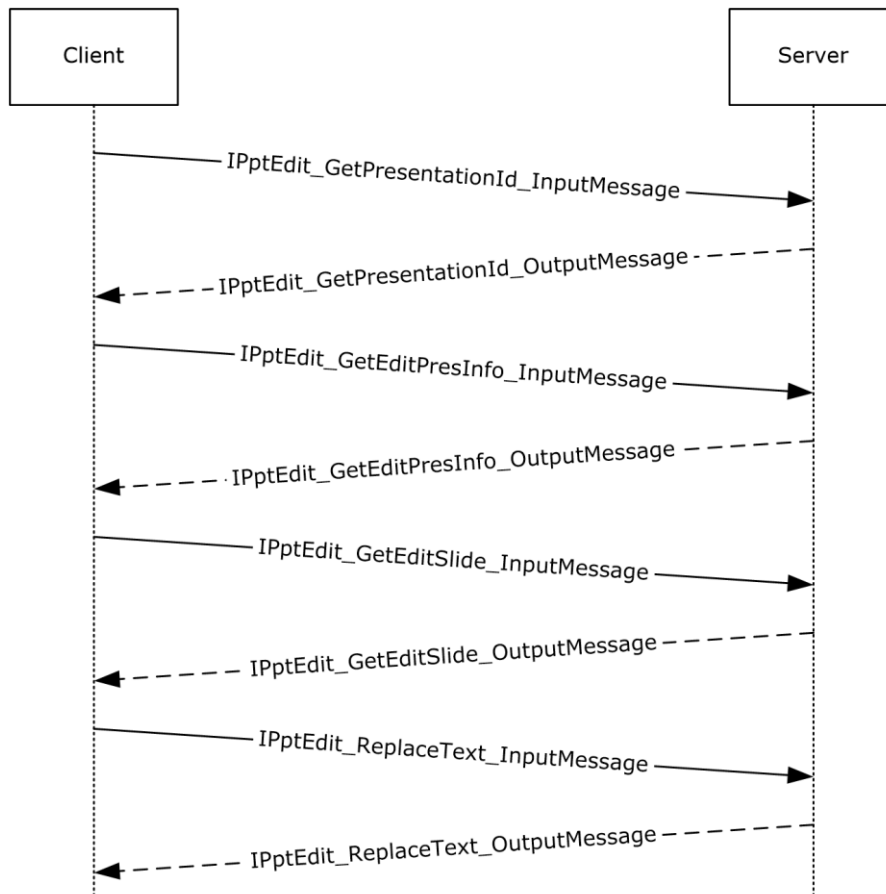 Client
Server
IPptEdit_GetPresentationId_InputMessage
IPptEdit_GetPresentationId_OutputMessage
IPptEdit_GetEditPresInfo_InputMessage
IPptEdit_GetEditPresInfo_OutputMessage
IPptEdit_GetEditSlide_InputMessage
IPptEdit_GetEditSlide_OutputMessage
IPptEdit_ReplaceText_InputMessage
IPptEdit_ReplaceText_OutputMessage